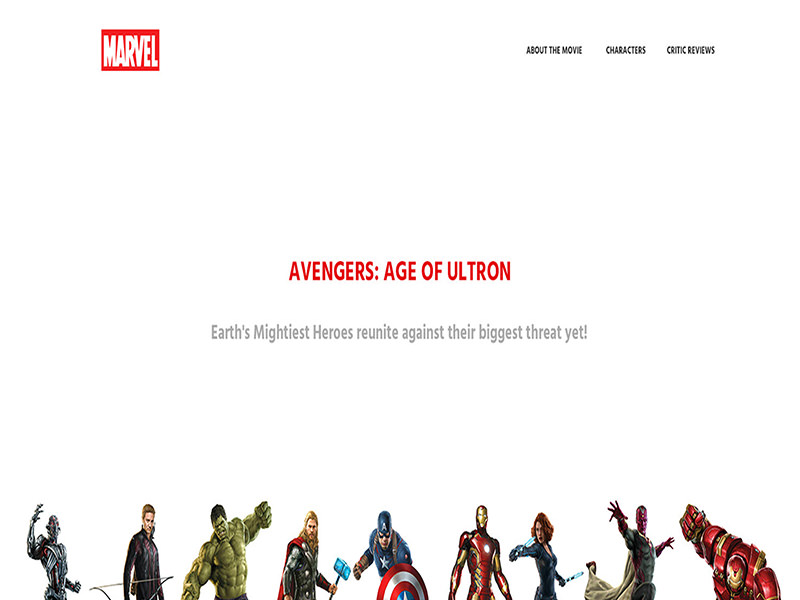 MARVEL
ABOUT THE MOVIE CHARACTERS CRITIC REVIEWS
AVENGERS: AGE OF ULTRON
Earth's Mightiest Heroes reunite against their biggest threat yet!